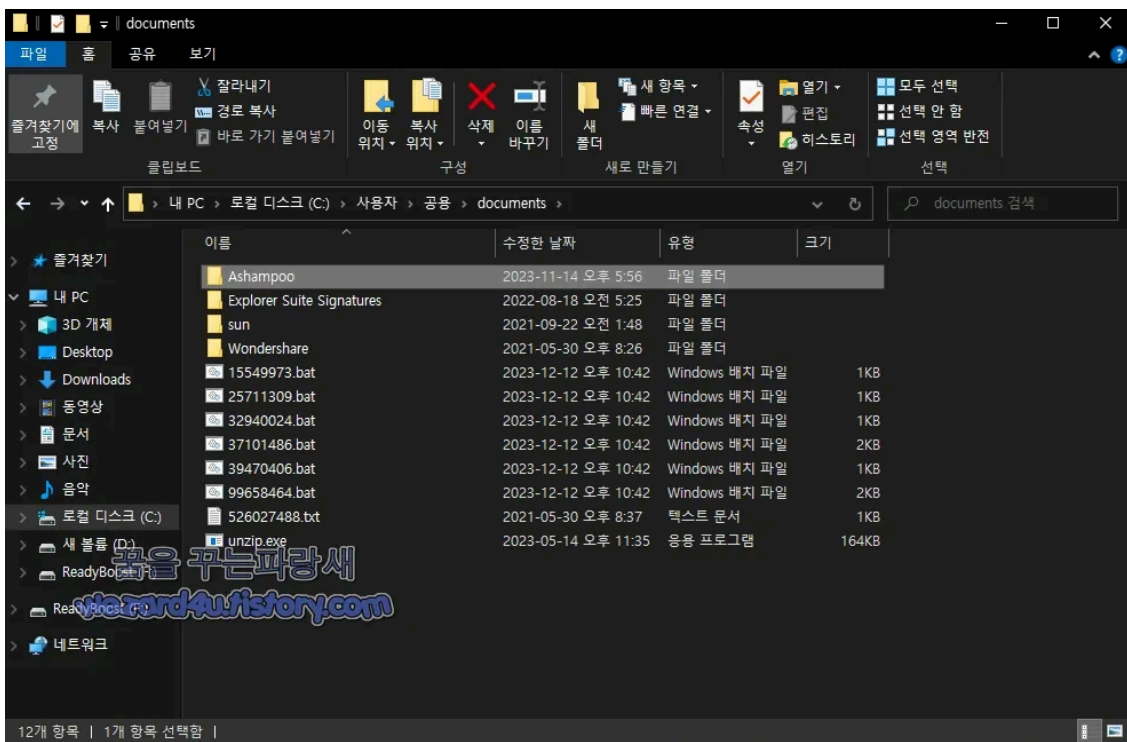 documents
파일 홈 공유 보기
즐겨찾기에 고정
복사
붙여넣기
잘라내기
경로 복사
바로 가기 붙여넣기
클립보드
이동 위치
복사 위치
삭제
이름 바꾸기
구성
새 폴더
새 항목
빠른 연결
새로 만들기
속성
열기
편집
히스토리
열기
모두 선택
선택 안 함
선택 영역 반전
선택
내 PC › 로컬 디스크 (C:) › 사용자 › 공용 › documents ›
documents 검색
즐겨찾기
내 PC
3D 개체
Desktop
Downloads
동영상
문서
사진
음악
로컬 디스크 (C:)
새 볼륨 (D:)
ReadyBoost
ReadyBoost
네트워크
이름 수정한 날짜 유형 크기
Ashampoo 2023-11-14 오후 5:56 파일 폴더
Explorer Suite Signatures 2022-08-18 오전 5:25 파일 폴더
sun 2021-09-22 오전 1:48 파일 폴더
Wondershare 2021-05-30 오후 8:26 파일 폴더
15549973.bat 2023-12-12 오후 10:42 Windows 배치 파일 1KB
25711309.bat 2023-12-12 오후 10:42 Windows 배치 파일 1KB
32940024.bat 2023-12-12 오후 10:42 Windows 배치 파일 1KB
37101486.bat 2023-12-12 오후 10:42 Windows 배치 파일 2KB
39470406.bat 2023-12-12 오후 10:42 Windows 배치 파일 1KB
99658464.bat 2023-12-12 오후 10:42 Windows 배치 파일 2KB
526027488.txt 2021-05-30 오후 8:37 텍스트 문서 1KB
unzip.exe 2023-05-14 오후 11:35 응용 프로그램 164KB
꿈을 꾸는파랑새
wezard4u.tistory.com
12개 항목 | 1개 항목 선택함 |